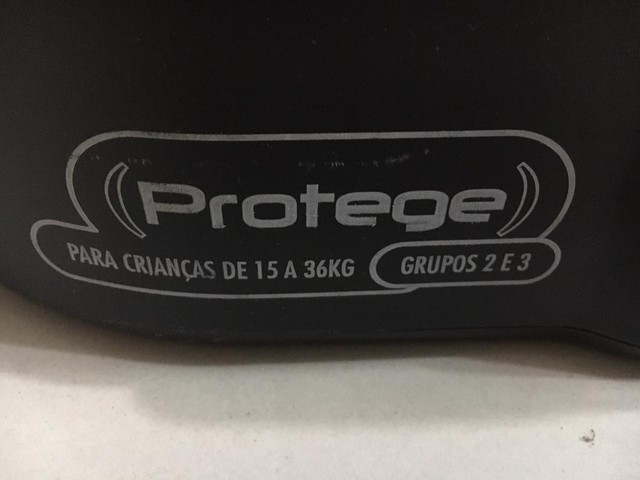 Protege
PARA CRIANÇAS DE 15 A 36KG GRUPOS 2 E 3